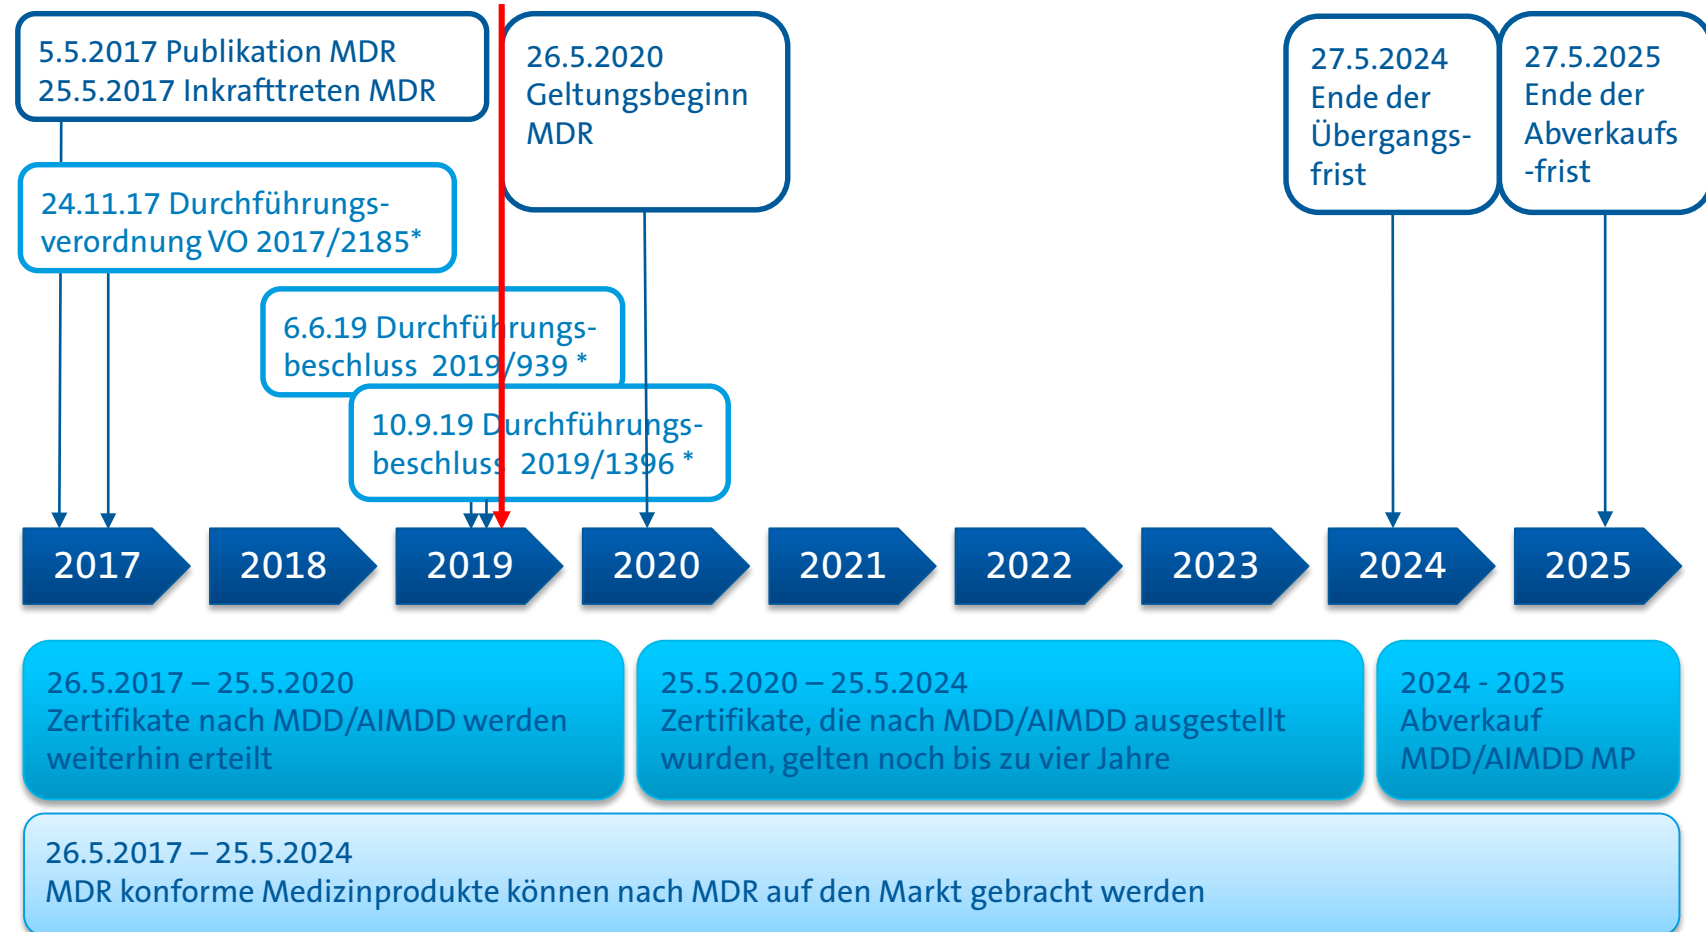 5.5.2017 Publikation MDR
25.5.2017 Inkrafttreten MDR
26.5.2020
Geltungsbeginn
MDR
27.5.2024
Ende der
Übergangs-
frist
27.5.2025
Ende der
Abverkaufs
-frist
24.11.17 Durchführungs-
verordnung VO 2017/2185*
6.6.19 Durchführungs-
beschluss 2019/939 *
10.9.19 Durchführungs-
beschluss 2019/1396 *
2017
2018
2019
2020
2021
2022
2023
2024
2025
26.5.2017 – 25.5.2020
Zertifikate nach MDD/AIMDD werden
weiterhin erteilt
25.5.2020 – 25.5.2024
Zertifikate, die nach MDD/AIMDD ausgestellt
wurden, gelten noch bis zu vier Jahre
2024 - 2025
Abverkauf
MDD/AIMDD MP
26.5.2017 – 25.5.2024
MDR konforme Medizinprodukte können nach MDR auf den Markt gebracht werden